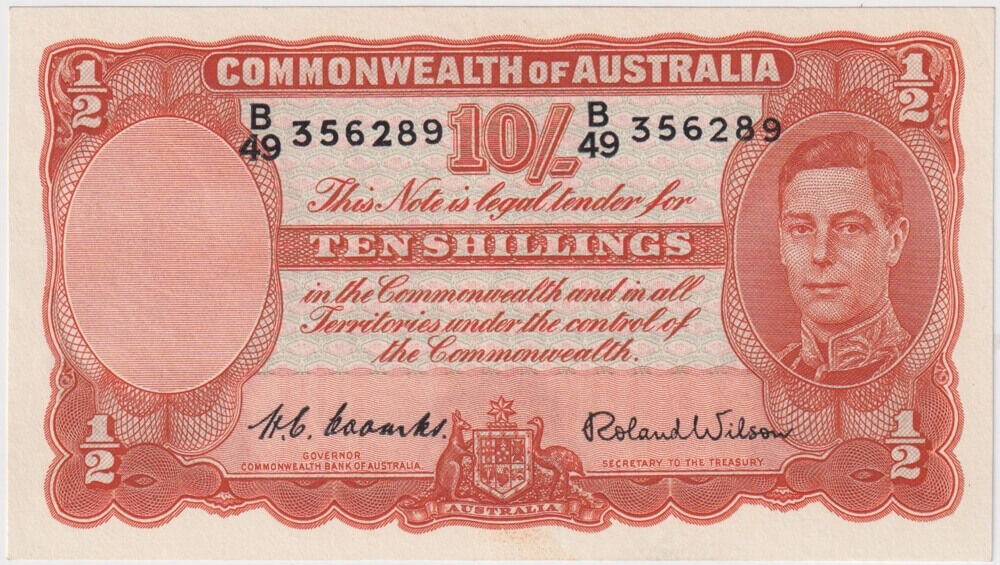 1/2 COMMONWEALTH OF AUSTRALIA 1/2
B/49 356289 10/- B/49 356289
This Note is legal tender for
TEN SHILLINGS
in the Commonwealth and in all
Territories under the control of
the Commonwealth.
H.C. Coombs. Roland Wilson
GOVERNOR
COMMONWEALTH BANK OF AUSTRALIA. SECRETARY TO THE TREASURY
1/2 AUSTRALIA 1/2